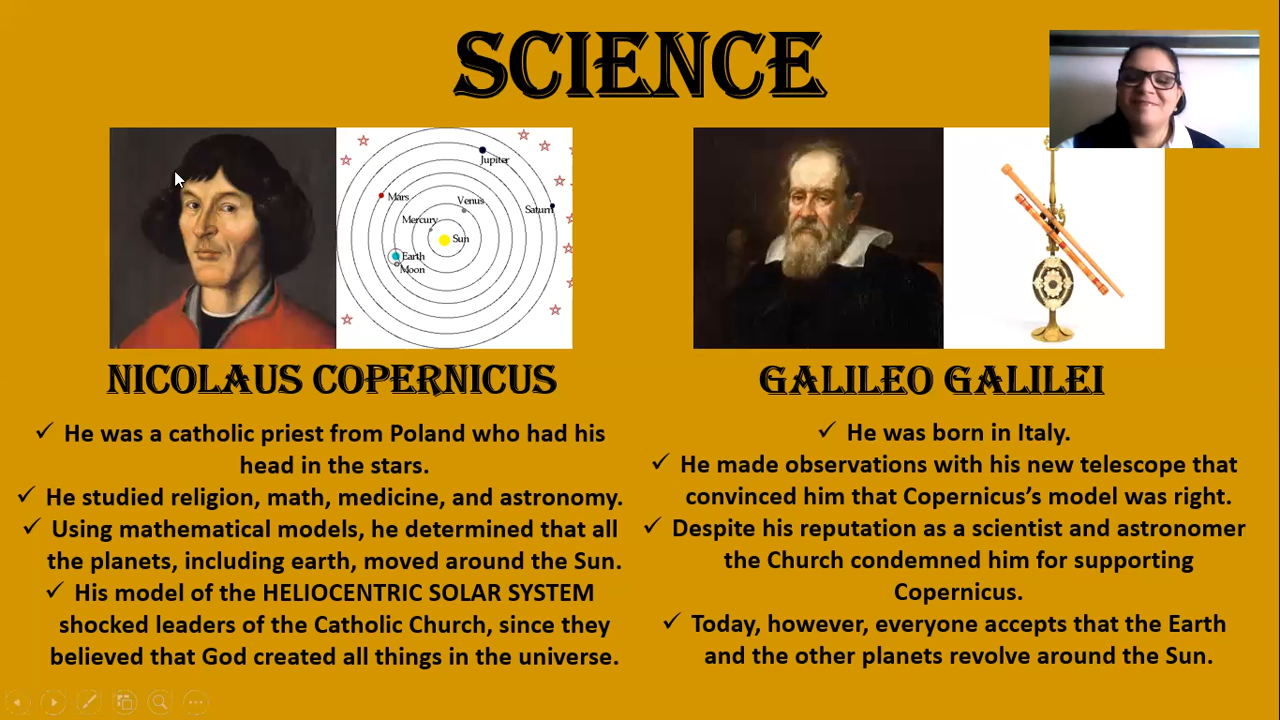 SCIENCE
Jupiter
Mars
Venus
Saturn
Mercury
Sun
Earth
Moon
NICOLAUS COPERNICUS
✓ He was a catholic priest from Poland who had his
head in the stars.
✓ He studied religion, math, medicine, and astronomy.
✓ Using mathematical models, he determined that all
the planets, including earth, moved around the Sun.
✓ His model of the HELIOCENTRIC SOLAR SYSTEM
shocked leaders of the Catholic Church, since they
believed that God created all things in the universe.
GALILEO GALILEI
✓ He was born in Italy.
✓ He made observations with his new telescope that
convinced him that Copernicus’s model was right.
✓ Despite his reputation as a scientist and astronomer
the Church condemned him for supporting
Copernicus.
✓ Today, however, everyone accepts that the Earth
and the other planets revolve around the Sun.